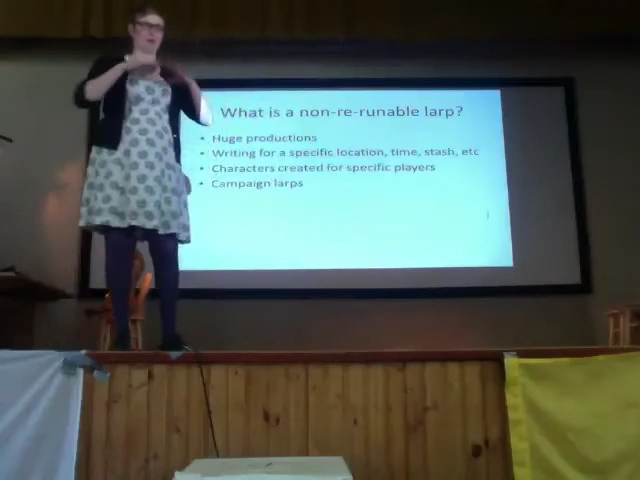 What is a non-re-runable larp?
• Huge productions
• Writing for a specific location, time, stash, etc
• Characters created for specific players
• Campaign larps